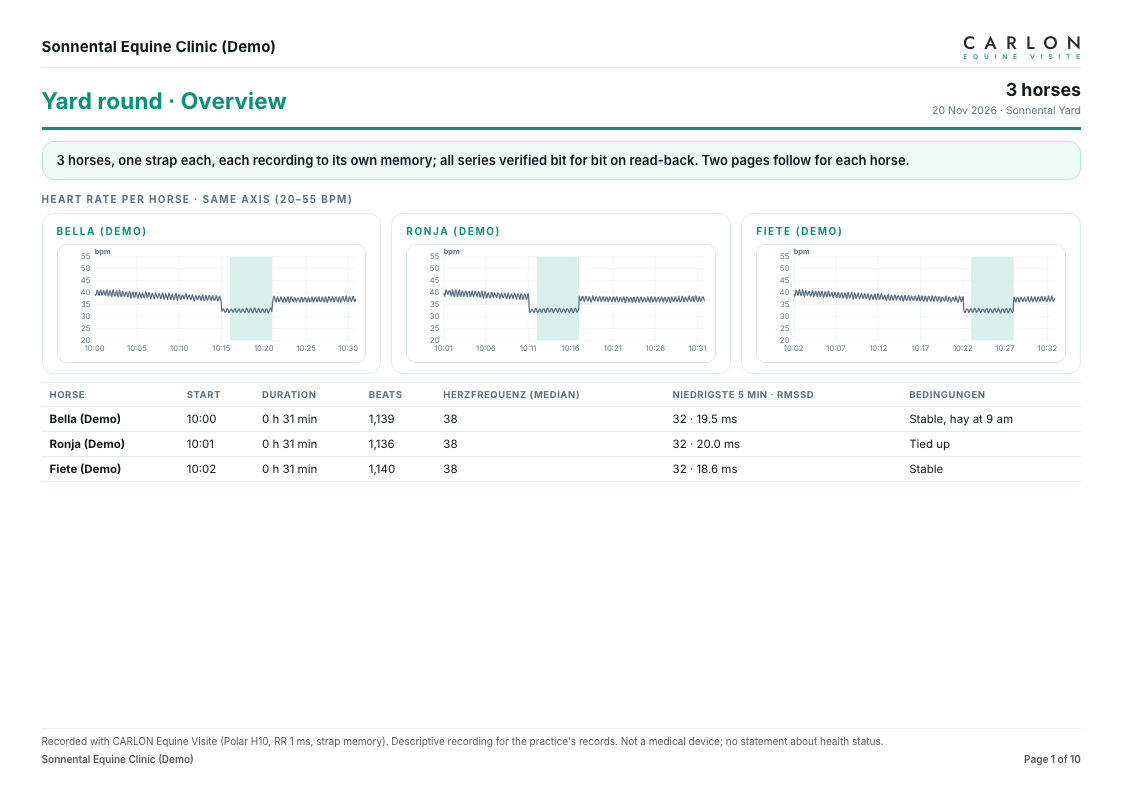 Sonnental Equine Clinic (Demo)
CARLON
EQUINE VISITE
Yard round · Overview
3 horses
20 Nov 2026 · Sonnental Yard
3 horses, one strap each, each recording to its own memory; all series verified bit for bit on read-back. Two pages follow for each horse.
HEART RATE PER HORSE · SAME AXIS (20–55 BPM)
BELLA (DEMO)
bpm
55
50
45
40
35
30
25
20
10:00 10:05 10:10 10:15 10:20 10:25 10:30
RONJA (DEMO)
bpm
55
50
45
40
35
30
25
20
10:01 10:06 10:11 10:16 10:21 10:26 10:31
FIETE (DEMO)
bpm
55
50
45
40
35
30
25
20
10:02 10:07 10:12 10:17 10:22 10:27 10:32
HORSE START DURATION BEATS HERZFREQUENZ (MEDIAN) NIEDRIGSTE 5 MIN · RMSSD BEDINGUNGEN
Bella (Demo) 10:00 0 h 31 min 1,139 38 32 · 19.5 ms Stable, hay at 9 am
Ronja (Demo) 10:01 0 h 31 min 1,136 38 32 · 20.0 ms Tied up
Fiete (Demo) 10:02 0 h 31 min 1,140 38 32 · 18.6 ms Stable
Recorded with CARLON Equine Visite (Polar H10, RR 1 ms, strap memory). Descriptive recording for the practice's records. Not a medical device; no statement about health status.
Sonnental Equine Clinic (Demo)
Page 1 of 10